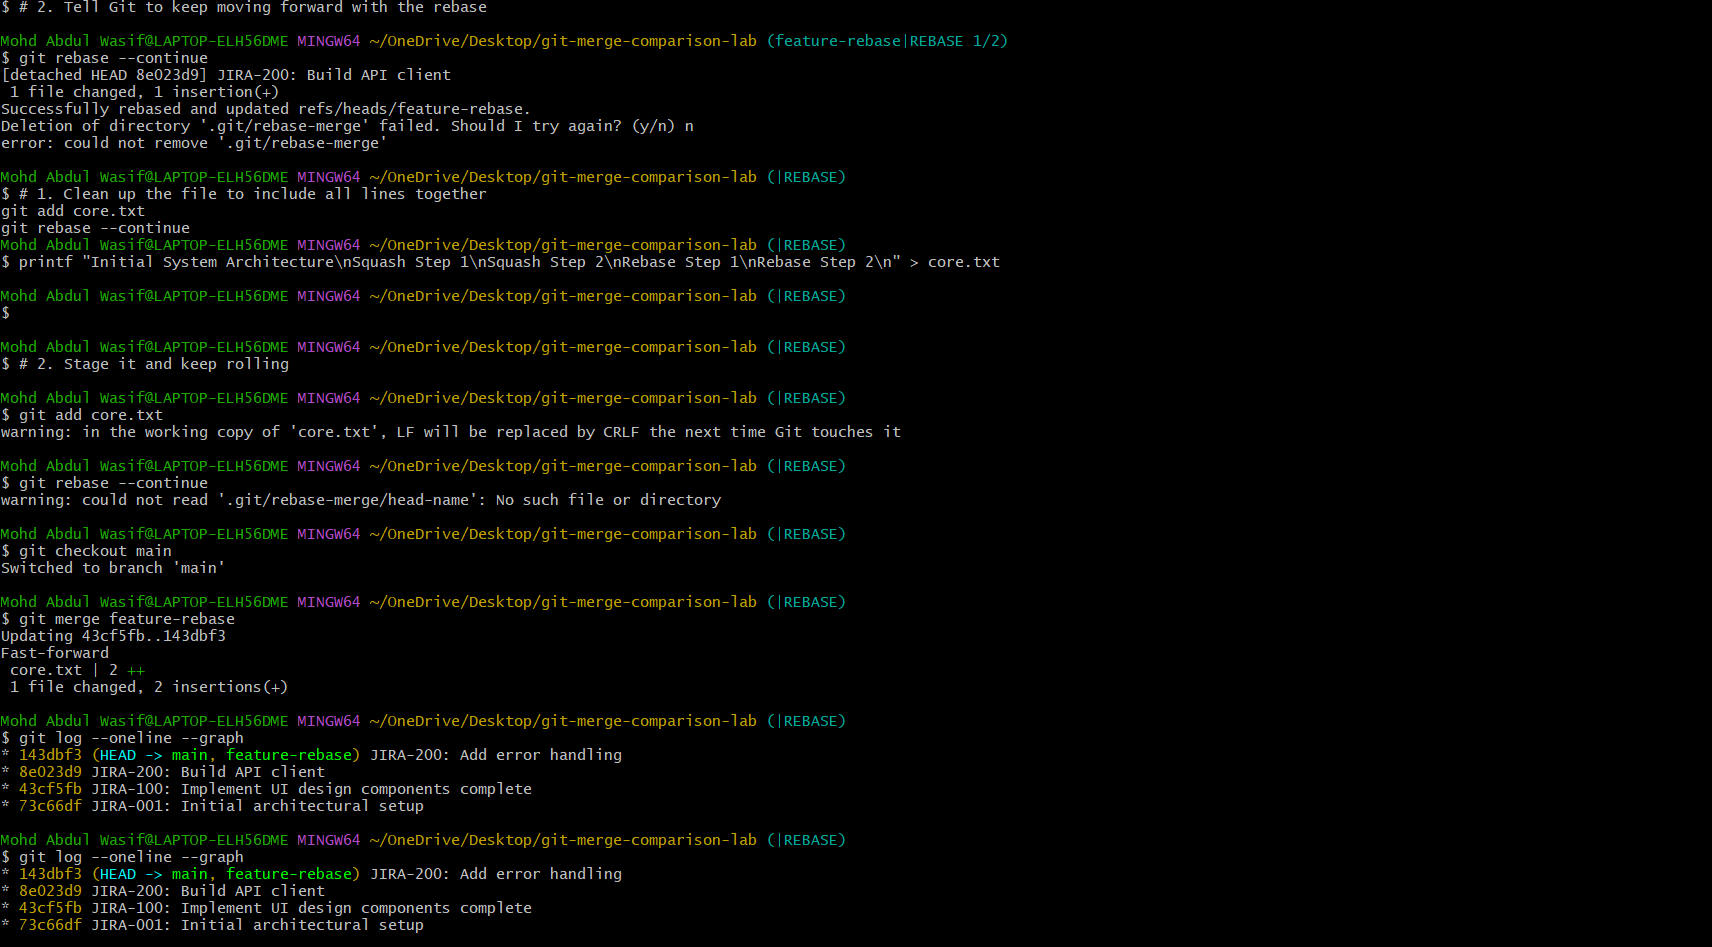 $ # 2. Tell Git to keep moving forward with the rebase
Mohd Abdul Wasif@LAPTOP-ELH56DME MINGW64 ~/OneDrive/Desktop/git-merge-comparison-lab (feature-rebase|REBASE 1/2)
$ git rebase --continue
[detached HEAD 8e023d9] JIRA-200: Build API client
 1 file changed, 1 insertion(+)
Successfully rebased and updated refs/heads/feature-rebase.
Deletion of directory '.git/rebase-merge' failed. Should I try again? (y/n) n
error: could not remove '.git/rebase-merge'
Mohd Abdul Wasif@LAPTOP-ELH56DME MINGW64 ~/OneDrive/Desktop/git-merge-comparison-lab (|REBASE)
$ # 1. Clean up the file to include all lines together
git add core.txt
git rebase --continue
Mohd Abdul Wasif@LAPTOP-ELH56DME MINGW64 ~/OneDrive/Desktop/git-merge-comparison-lab (|REBASE)
$ printf "Initial System Architecture\nSquash Step 1\nSquash Step 2\nRebase Step 1\nRebase Step 2\n" > core.txt
Mohd Abdul Wasif@LAPTOP-ELH56DME MINGW64 ~/OneDrive/Desktop/git-merge-comparison-lab (|REBASE)
$
Mohd Abdul Wasif@LAPTOP-ELH56DME MINGW64 ~/OneDrive/Desktop/git-merge-comparison-lab (|REBASE)
$ # 2. Stage it and keep rolling
Mohd Abdul Wasif@LAPTOP-ELH56DME MINGW64 ~/OneDrive/Desktop/git-merge-comparison-lab (|REBASE)
$ git add core.txt
warning: in the working copy of 'core.txt', LF will be replaced by CRLF the next time Git touches it
Mohd Abdul Wasif@LAPTOP-ELH56DME MINGW64 ~/OneDrive/Desktop/git-merge-comparison-lab (|REBASE)
$ git rebase --continue
warning: could not read '.git/rebase-merge/head-name': No such file or directory
Mohd Abdul Wasif@LAPTOP-ELH56DME MINGW64 ~/OneDrive/Desktop/git-merge-comparison-lab (|REBASE)
$ git checkout main
Switched to branch 'main'
Mohd Abdul Wasif@LAPTOP-ELH56DME MINGW64 ~/OneDrive/Desktop/git-merge-comparison-lab (|REBASE)
$ git merge feature-rebase
Updating 43cf5fb..143dbf3
Fast-forward
 core.txt | 2 ++
 1 file changed, 2 insertions(+)
Mohd Abdul Wasif@LAPTOP-ELH56DME MINGW64 ~/OneDrive/Desktop/git-merge-comparison-lab (|REBASE)
$ git log --oneline --graph
* 143dbf3 (HEAD -> main, feature-rebase) JIRA-200: Add error handling
* 8e023d9 JIRA-200: Build API client
* 43cf5fb JIRA-100: Implement UI design components complete
* 73c66df JIRA-001: Initial architectural setup
Mohd Abdul Wasif@LAPTOP-ELH56DME MINGW64 ~/OneDrive/Desktop/git-merge-comparison-lab (|REBASE)
$ git log --oneline --graph
* 143dbf3 (HEAD -> main, feature-rebase) JIRA-200: Add error handling
* 8e023d9 JIRA-200: Build API client
* 43cf5fb JIRA-100: Implement UI design components complete
* 73c66df JIRA-001: Initial architectural setup